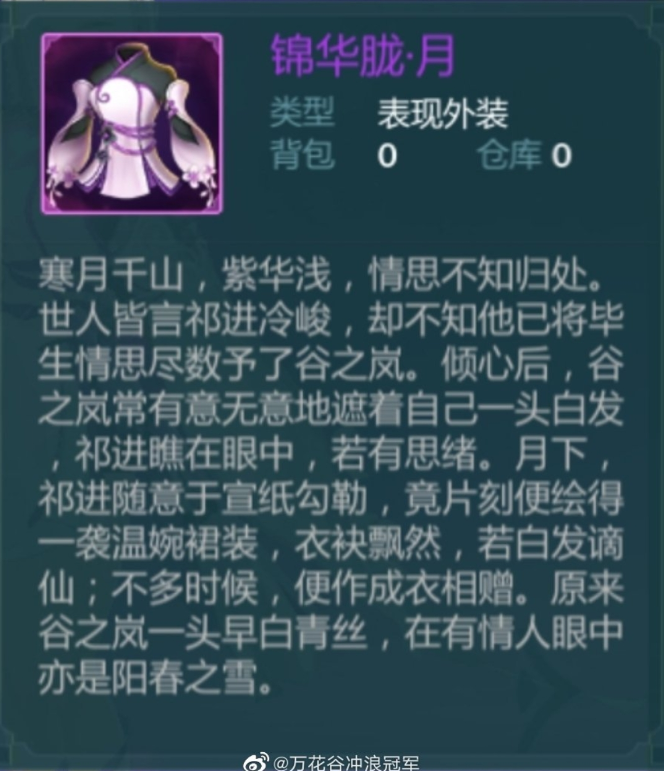 锦华胧·月
类型 表现外装
背包 0 仓库 0
寒月千山，紫华浅，情思不知归处。
世人皆言祁进冷峻，却不知他已将毕
生情思尽数予了谷之岚。倾心后，谷
之岚常有意无意地遮着自己一头白发
，祁进瞧在眼中，若有思绪。月下，
祁进随意于宣纸勾勒，竟片刻便绘得
一袭温婉裙装，衣袂飘然，若白发谪
仙；不多时候，便作成衣相赠。原来
谷之岚一头早白青丝，在有情人眼中
亦是阳春之雪。
@万花谷冲浪冠军